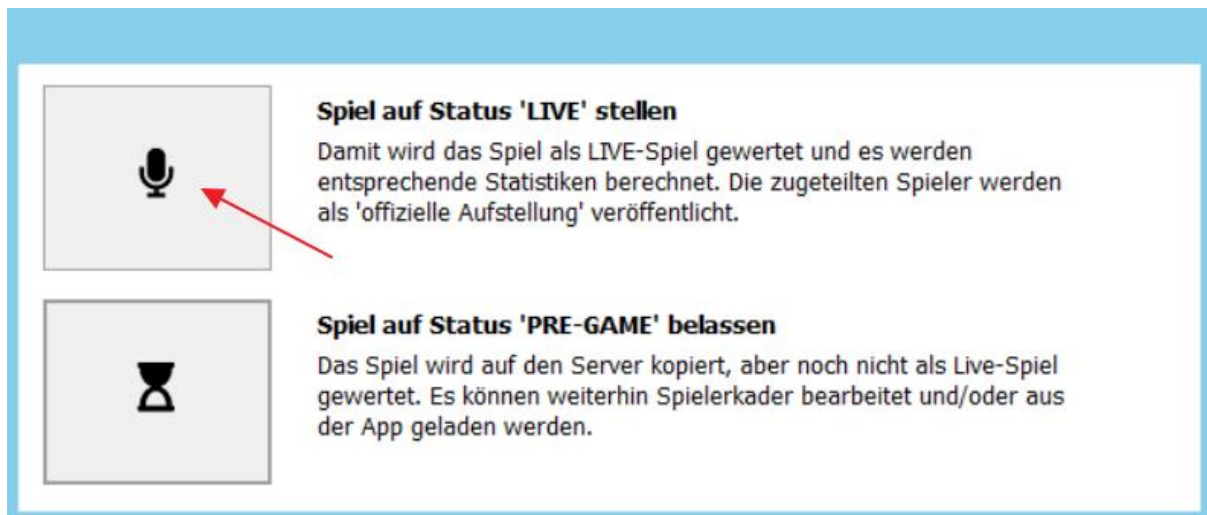 Spiel auf Status 'LIVE' stellen
Damit wird das Spiel als LIVE-Spiel gewertet und es werden
entsprechende Statistiken berechnet. Die zugeteilten Spieler werden
als 'offizielle Aufstellung' veröffentlicht.
Spiel auf Status 'PRE-GAME' belassen
Das Spiel wird auf den Server kopiert, aber noch nicht als Live-Spiel
gewertet. Es können weiterhin Spielerkader bearbeitet und/oder aus
der App geladen werden.